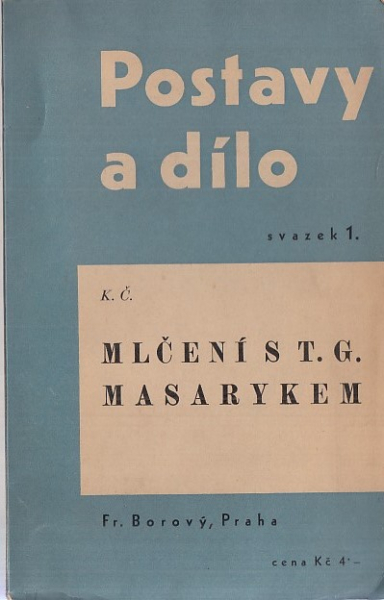 Postavy
a dílo
svazek 1.
K. Č.
MLČENÍ S T. G.
MASARYKEM
Fr. Borový, Praha
cena Kč 4·–